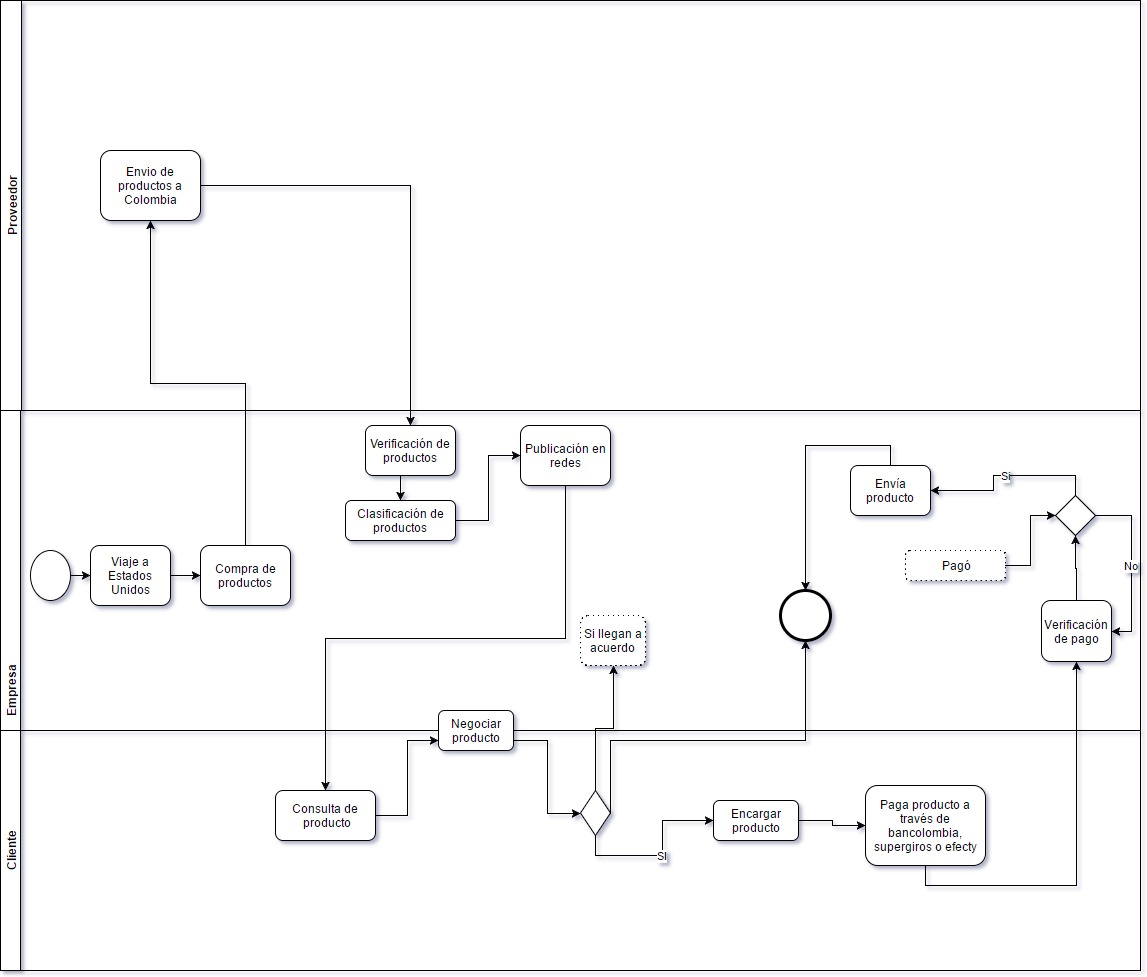 Proveedor
Envio de
productos a
Colombia
Empresa
Verificación de
productos
Clasificación de
productos
Publicación en
redes
Viaje a
Estados
Unidos
Compra de
productos
Envía
producto
Si
Pagó
No
Verificación
de pago
Si llegan a
acuerdo
Negociar
producto
Cliente
Consulta de
producto
SI
Encargar
producto
Paga producto a
través de
bancolombia,
supergiros o efecty